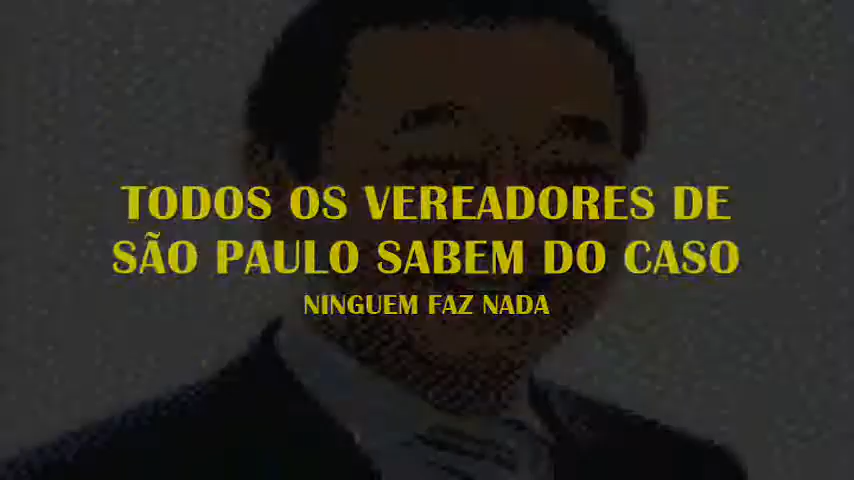 TODOS OS VEREADORES DE
SÃO PAULO SABEM DO CASO
NINGUEM FAZ NADA